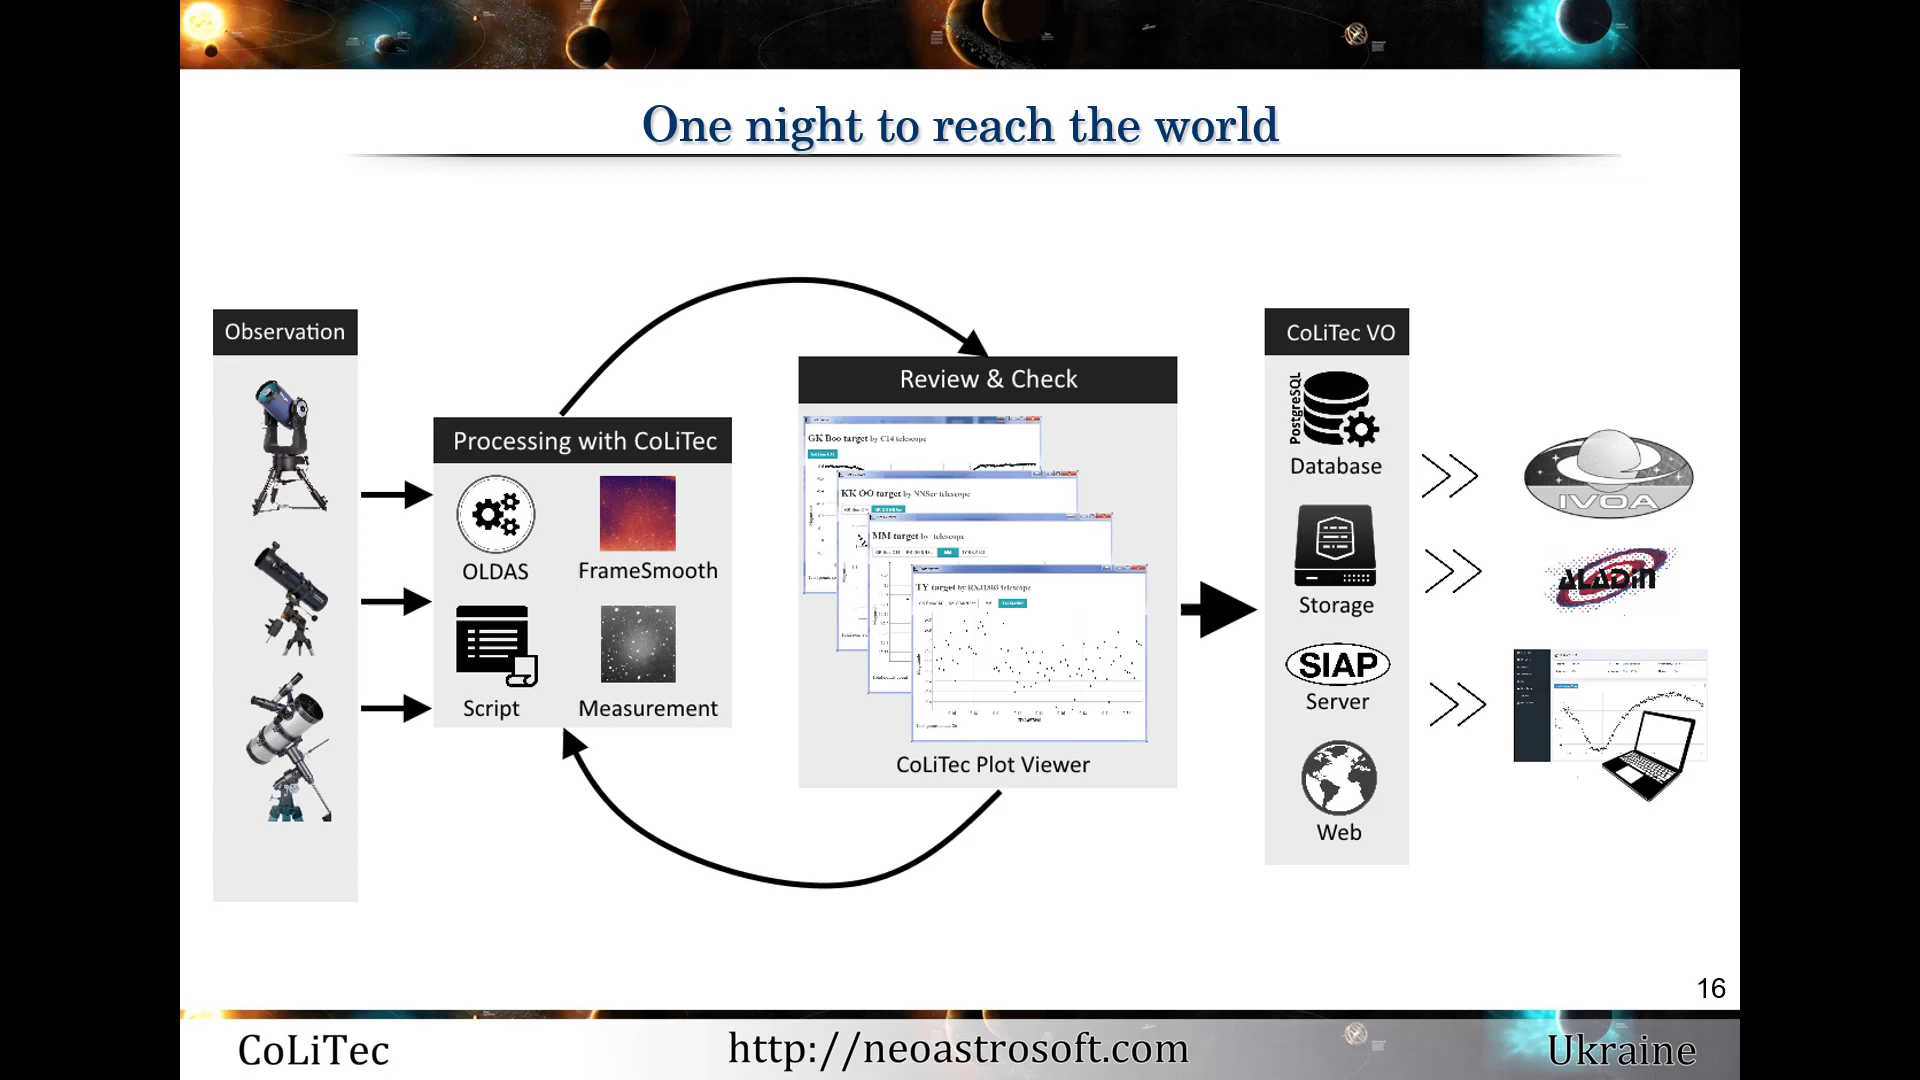 One night to reach the world
Observation
Processing with CoLiTec
OLDAS
FrameSmooth
Script
Measurement
Review & Check
GK Boo target by C14 telescope
KK OO target by NNSer telescope
MM target by telescope
TY target by RXJ1803 telescope
CoLiTec Plot Viewer
CoLiTec VO
PostgreSQL
Database
Storage
SIAP
Server
Web
IVOA
ALADIN
16
CoLiTec
http://neoastrosoft.com
Ukraine